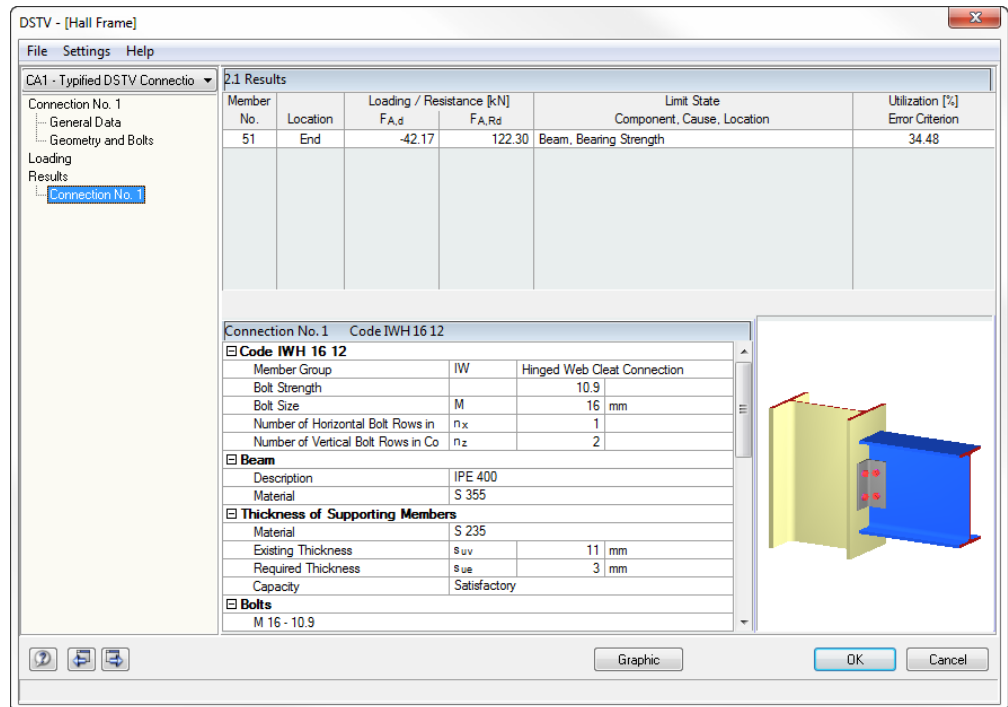 DSTV - [Hall Frame]
File Settings Help
CA1 - Typified DSTV Connectio
Connection No. 1
General Data
Geometry and Bolts
Loading
Results
Connection No. 1
2.1 Results
Member Loading / Resistance [kN] Limit State Utilization [%]
No. Location FA,d FA,Rd Component, Cause, Location Error Criterion
51 End -42.17 122.30 Beam, Bearing Strength 34.48
Connection No. 1 Code IWH 16 12
Code IWH 16 12
Member Group IW Hinged Web Cleat Connection
Bolt Strength 10.9
Bolt Size M 16 mm
Number of Horizontal Bolt Rows in nx 1
Number of Vertical Bolt Rows in Co nz 2
Beam
Description IPE 400
Material S 355
Thickness of Supporting Members
Material S 235
Existing Thickness suv 11 mm
Required Thickness sue 3 mm
Capacity Satisfactory
Bolts
M 16 - 10.9
Graphic OK Cancel